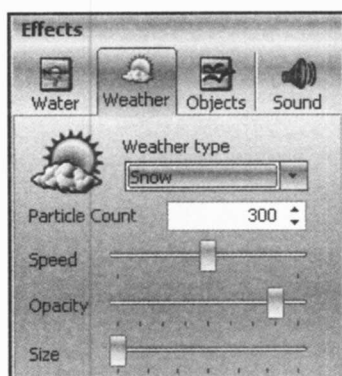 Effects
Water Weather Objects Sound
Weather type
Snow
Particle Count 300
Speed
Opacity
Size